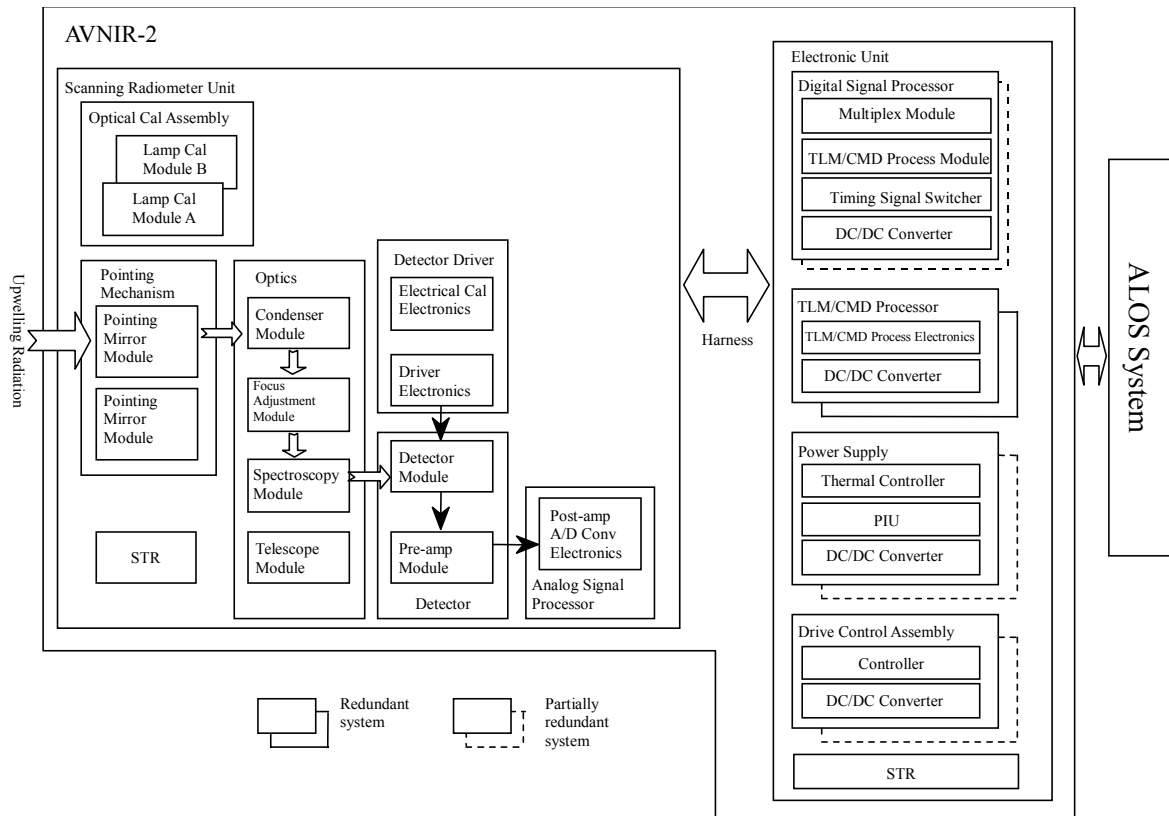 AVNIR-2
Scanning Radiometer Unit
Optical Cal Assembly
Lamp Cal
Module B
Lamp Cal
Module A
Upwelling Radiation
Pointing
Mechanism
Pointing
Mirror
Module
Pointing
Mirror
Module
STR
Optics
Condenser
Module
Focus
Adjustment
Module
Spectroscopy
Module
Telescope
Module
Detector Driver
Electrical Cal
Electronics
Driver
Electronics
Detector
Module
Pre-amp
Module
Detector
Post-amp
A/D Conv
Electronics
Analog Signal
Processor
Harness
Electronic Unit
Digital Signal Processor
Multiplex Module
TLM/CMD Process Module
Timing Signal Switcher
DC/DC Converter
TLM/CMD Processor
TLM/CMD Process Electronics
DC/DC Converter
Power Supply
Thermal Controller
PIU
DC/DC Converter
Drive Control Assembly
Controller
DC/DC Converter
STR
ALOS System
Redundant
system
Partially
redundant
system